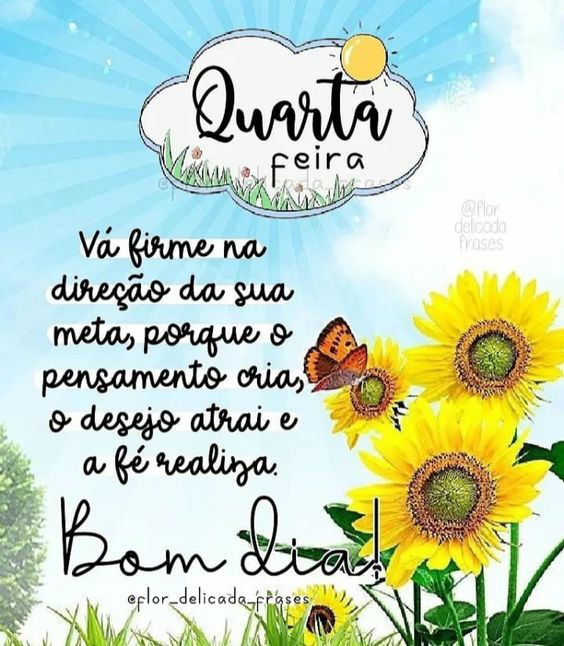 Quarta
feira
@flor_delicada_frases
@flor
delicada
frases
Vá firme na
direção da sua
meta, porque o
pensamento cria,
o desejo atrai e
a fé realiza.
Bom dia!
@flor_delicada_frases